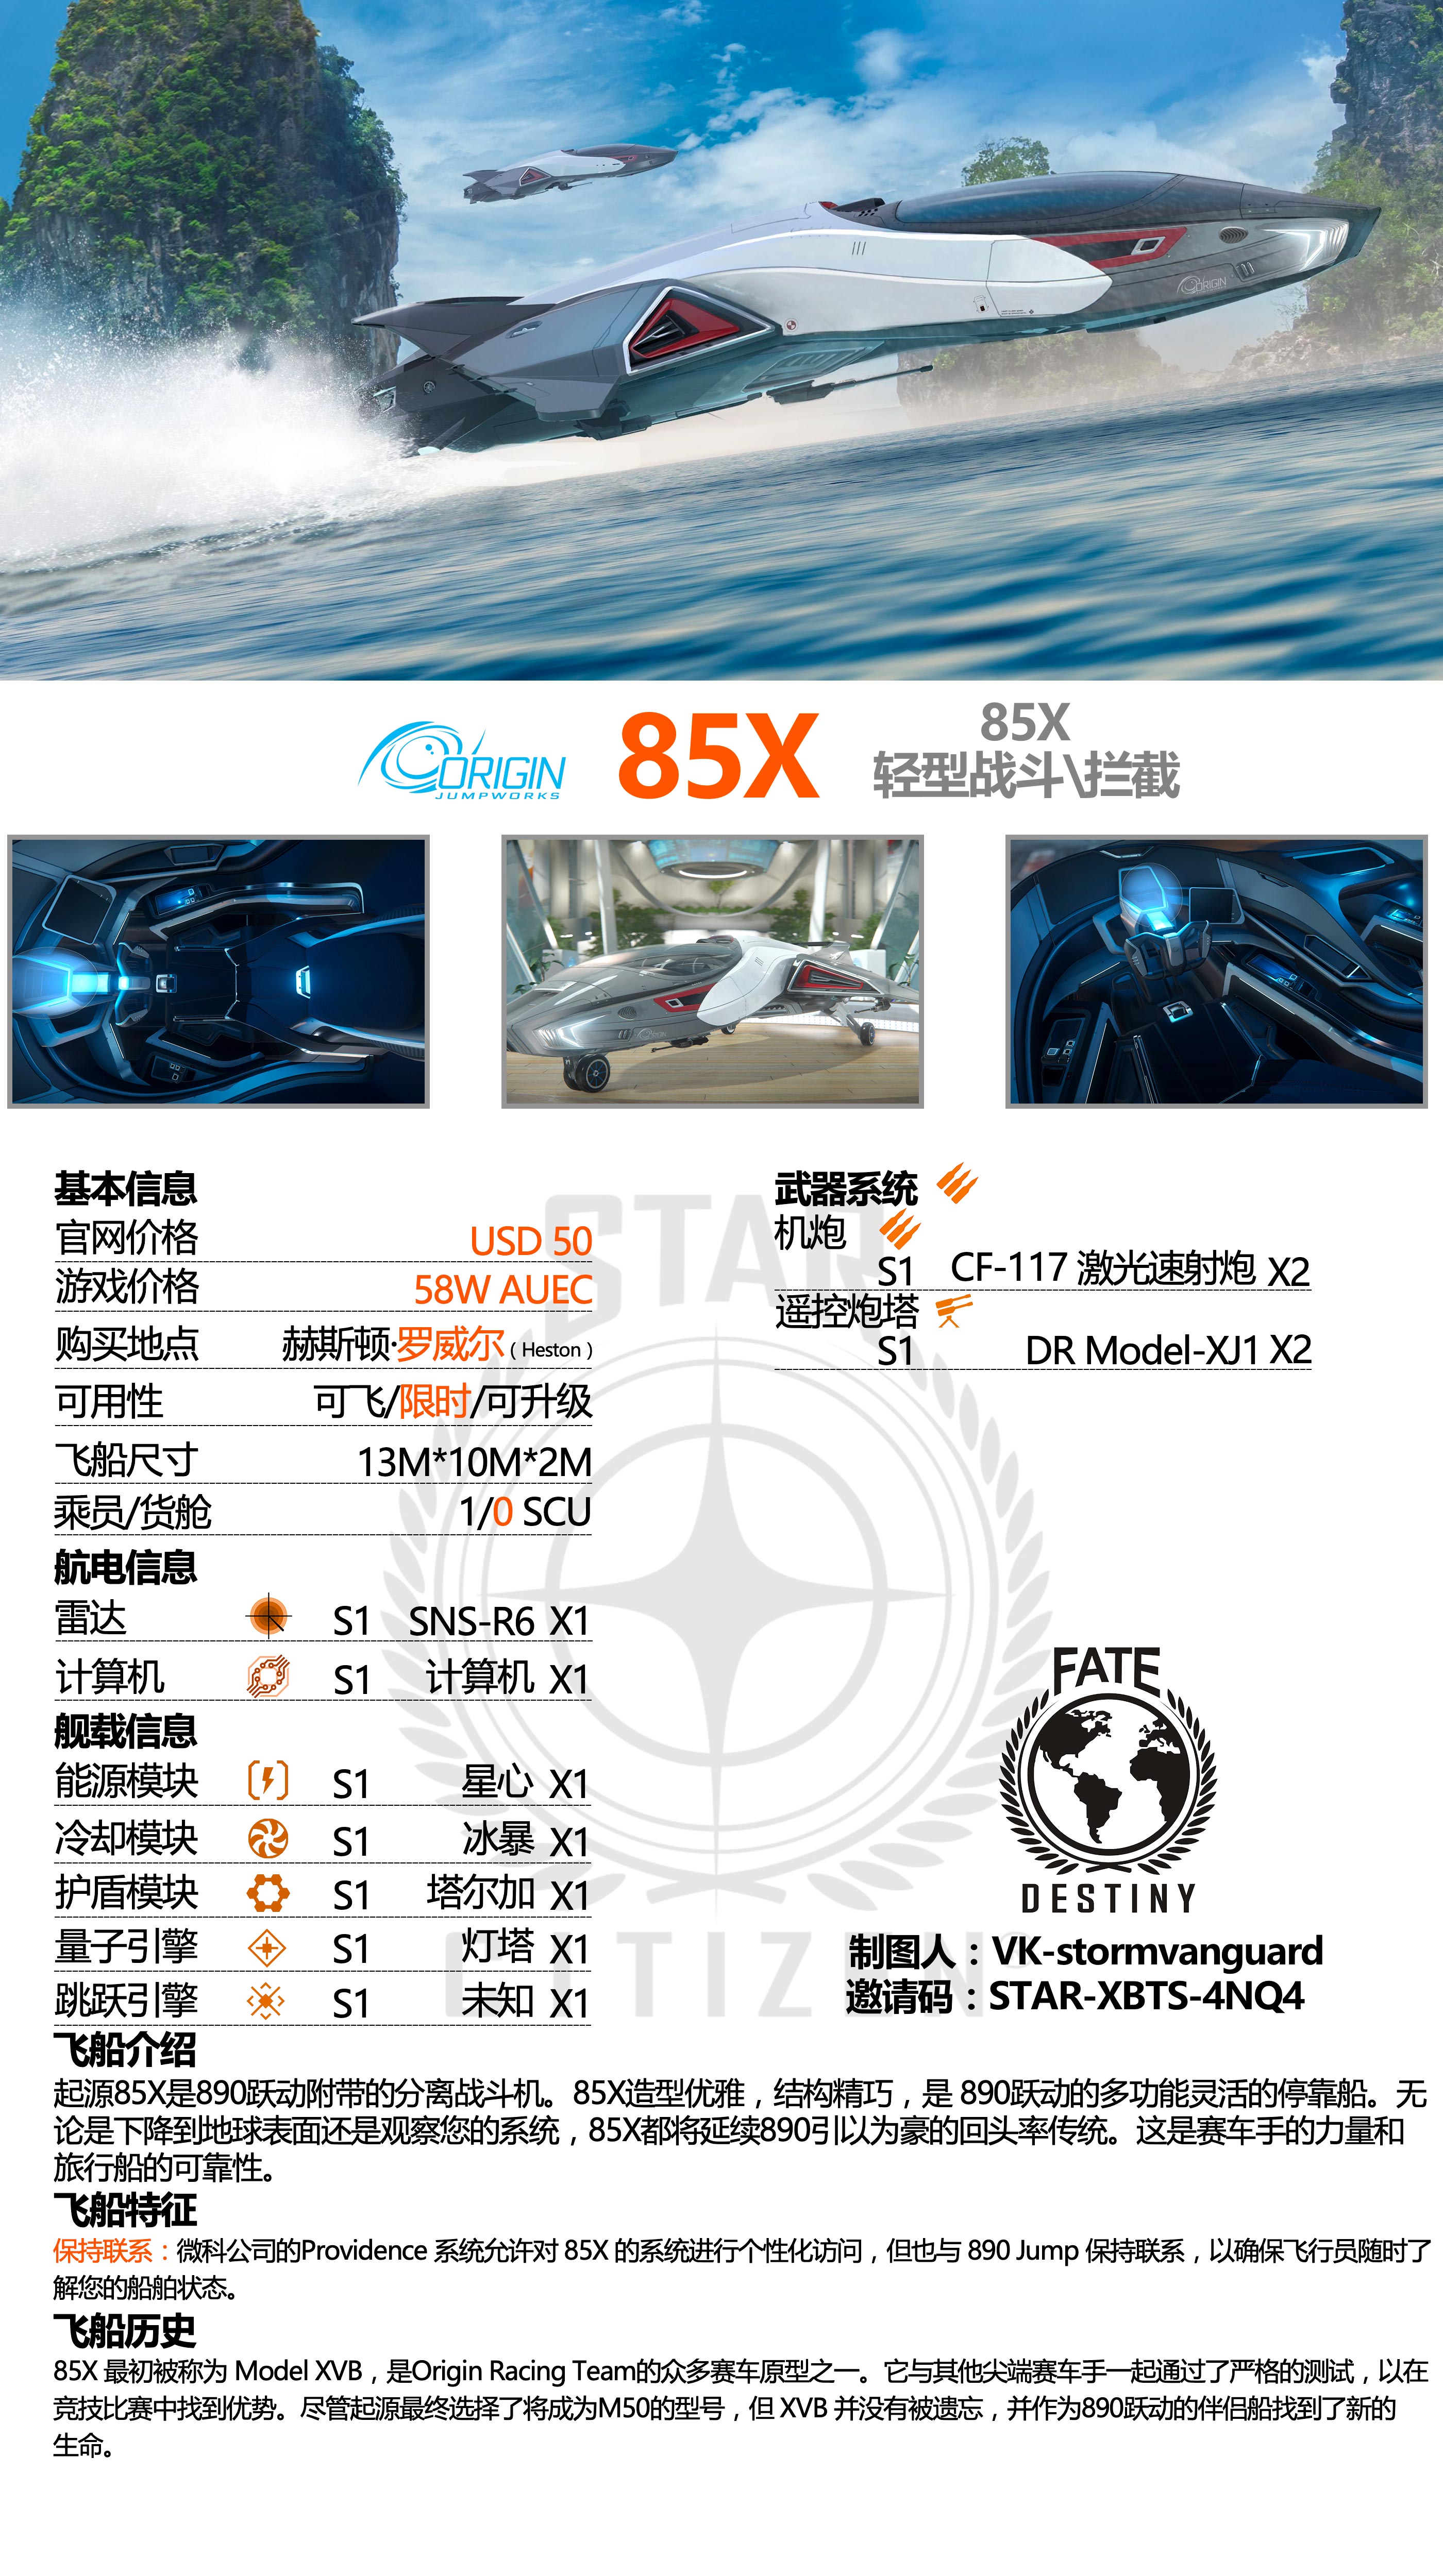 ORIGIN
ORIGIN
JUMPWORKS
85X
85X
轻型战斗\拦截
ORIGIN
基本信息
官网价格 USD 50
游戏价格 58W AUEC
购买地点 赫斯顿·罗威尔（Heston）
可用性 可飞/限时/可升级
飞船尺寸 13M*10M*2M
乘员/货舱 1/0 SCU
航电信息
雷达 S1 SNS-R6 X1
计算机 S1 计算机 X1
舰载信息
能源模块 S1 星心 X1
冷却模块 S1 冰暴 X1
护盾模块 S1 塔尔加 X1
量子引擎 S1 灯塔 X1
跳跃引擎 S1 未知 X1
武器系统
机炮
S1 CF-117 激光速射炮 X2
遥控炮塔
S1 DR Model-XJ1 X2
STAR
CITIZEN
FATE
DESTINY
制图人：VK-stormvanguard
邀请码：STAR-XBTS-4NQ4
飞船介绍
起源85X是890跃动附带的分离战斗机。85X造型优雅，结构精巧，是 890跃动的多功能灵活的停靠船。无
论是下降到地球表面还是观察您的系统，85X都将延续890引以为豪的回头率传统。这是赛车手的力量和
旅行船的可靠性。
飞船特征
保持联系：微科公司的Providence 系统允许对 85X 的系统进行个性化访问，但也与 890 Jump 保持联系，以确保飞行员随时了
解您的船舶状态。
飞船历史
85X 最初被称为 Model XVB，是Origin Racing Team的众多赛车原型之一。它与其他尖端赛车手一起通过了严格的测试，以在
竞技比赛中找到优势。尽管起源最终选择了将成为M50的型号，但 XVB 并没有被遗忘，并作为890跃动的伴侣船找到了新的
生命。